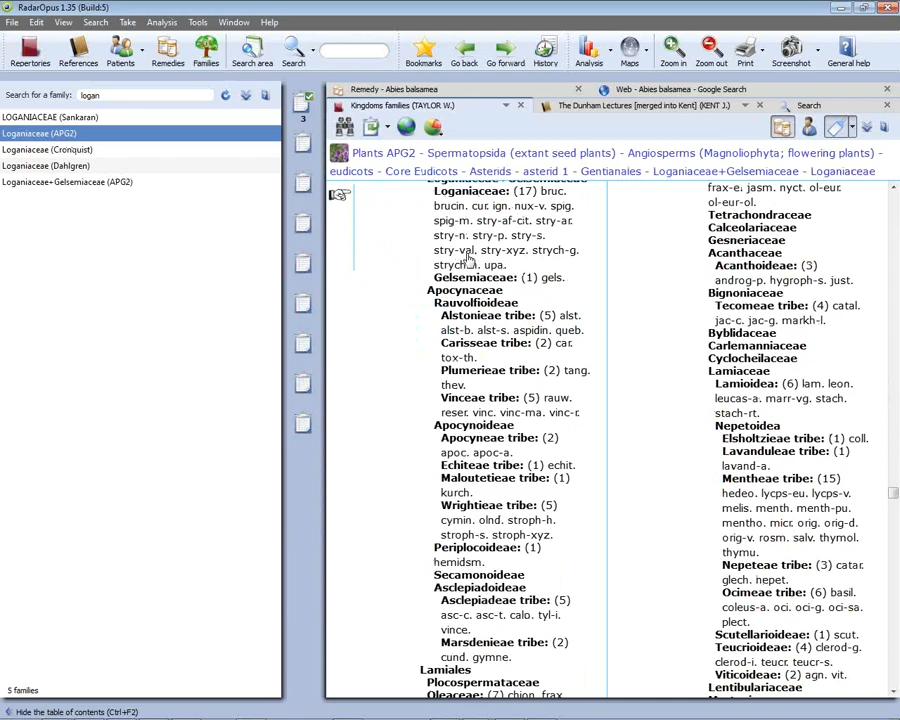 RadarOpus 1.35 (Build:5)
File Edit View Search Take Analysis Tools Window Help
Repertories References Patients Remedies Families Search area Search Bookmarks Go back Go forward History Analysis Maps Zoom in Zoom out Print Screenshot General help
Search for a family: logan
LOGANIACEAE (Sankaran)
Loganiaceae (APG2)
Loganiaceae (Cronquist)
Loganiaceae (Dahlgren)
Loganiaceae+Gelsemiaceae (APG2)
5 families
Hide the table of contents (Ctrl+F2)
3
Remedy - Abies balsamea
Web - Abies balsamea - Google Search
Kingdoms families (TAYLOR W.)
The Dunham Lectures [merged into Kent] (KENT J.)
Search
Plants APG2 - Spermatopsida (extant seed plants) - Angiosperms (Magnoliophyta; flowering plants) -
eudicots - Core Eudicots - Asterids - asterid 1 - Gentianales - Loganiaceae+Gelsemiaceae - Loganiaceae
Loganiaceae: (17) bruc.
brucin. cur. ign. nux-v. spig.
spig-m. stry-af-cit. stry-ar.
stry-n. stry-p. stry-s.
stry-val. stry-xyz. strych-g.
upa.
Gelsemiaceae: (1) gels.
Apocynaceae
Rauvolfioideae
Alstonieae tribe: (5) alst.
alst-b. alst-s. aspidin. queb.
Carisseae tribe: (2) car.
tox-th.
Plumerieae tribe: (2) tang.
thev.
Vinceae tribe: (5) rauw.
reser. vinc. vinc-ma. vinc-r.
Apocynoideae
Apocyneae tribe: (2)
apoc. apoc-a.
Echiteae tribe: (1) echit.
Maloutetieae tribe: (1)
kurch.
Wrightieae tribe: (5)
cymin. olnd. stroph-h.
stroph-s. stroph-xyz.
Periplocoideae: (1)
hemidsm.
Secamonoideae
Asclepiadoideae
Asclepiadeae tribe: (5)
asc-c. asc-t. calo. tyl-i.
vince.
Marsdenieae tribe: (2)
cund. gymne.
Lamiales
Plocospermataceae
Oleaceae: (7) chion. frax.
frax-e. jasm. nyct. ol-eur.
ol-eur-ol.
Tetrachondraceae
Calceolariaceae
Gesneriaceae
Acanthaceae
Acanthoideae: (3)
androg-p. hygroph-s. just.
Bignoniaceae
Tecomeae tribe: (4) catal.
jac-c. jac-g. markh-l.
Byblidaceae
Carlemanniaceae
Cyclocheilaceae
Lamiaceae
Lamioidea: (6) lam. leon.
leucas-a. marr-vg. stach.
stach-rt.
Nepetoidea
Elsholtzieae tribe: (1) coll.
Lavanduleae tribe: (1)
lavand-a.
Mentheae tribe: (15)
hedeo. lycps-eu. lycps-v.
melis. menth. menth-pu.
mentho. micr. orig. orig-d.
orig-v. rosm. salv. thymol.
thymu.
Nepeteae tribe: (3) catar.
glech. hepet.
Ocimeae tribe: (6) basil.
coleus-a. oci. oci-g. oci-sa.
plect.
Scutellarioideae: (1) scut.
Teucrioideae: (4) clerod-g.
clerod-i. teucr. teucr-s.
Viticoideae: (2) agn. vit.
Lentibulariaceae